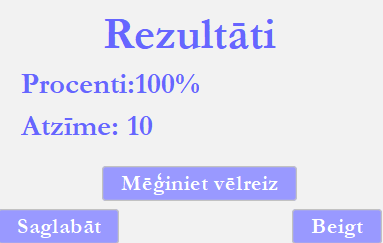 Rezultāti
Procenti:100%
Atzīme: 10
Mēģiniet vēlreiz
Saglabāt
Beigt